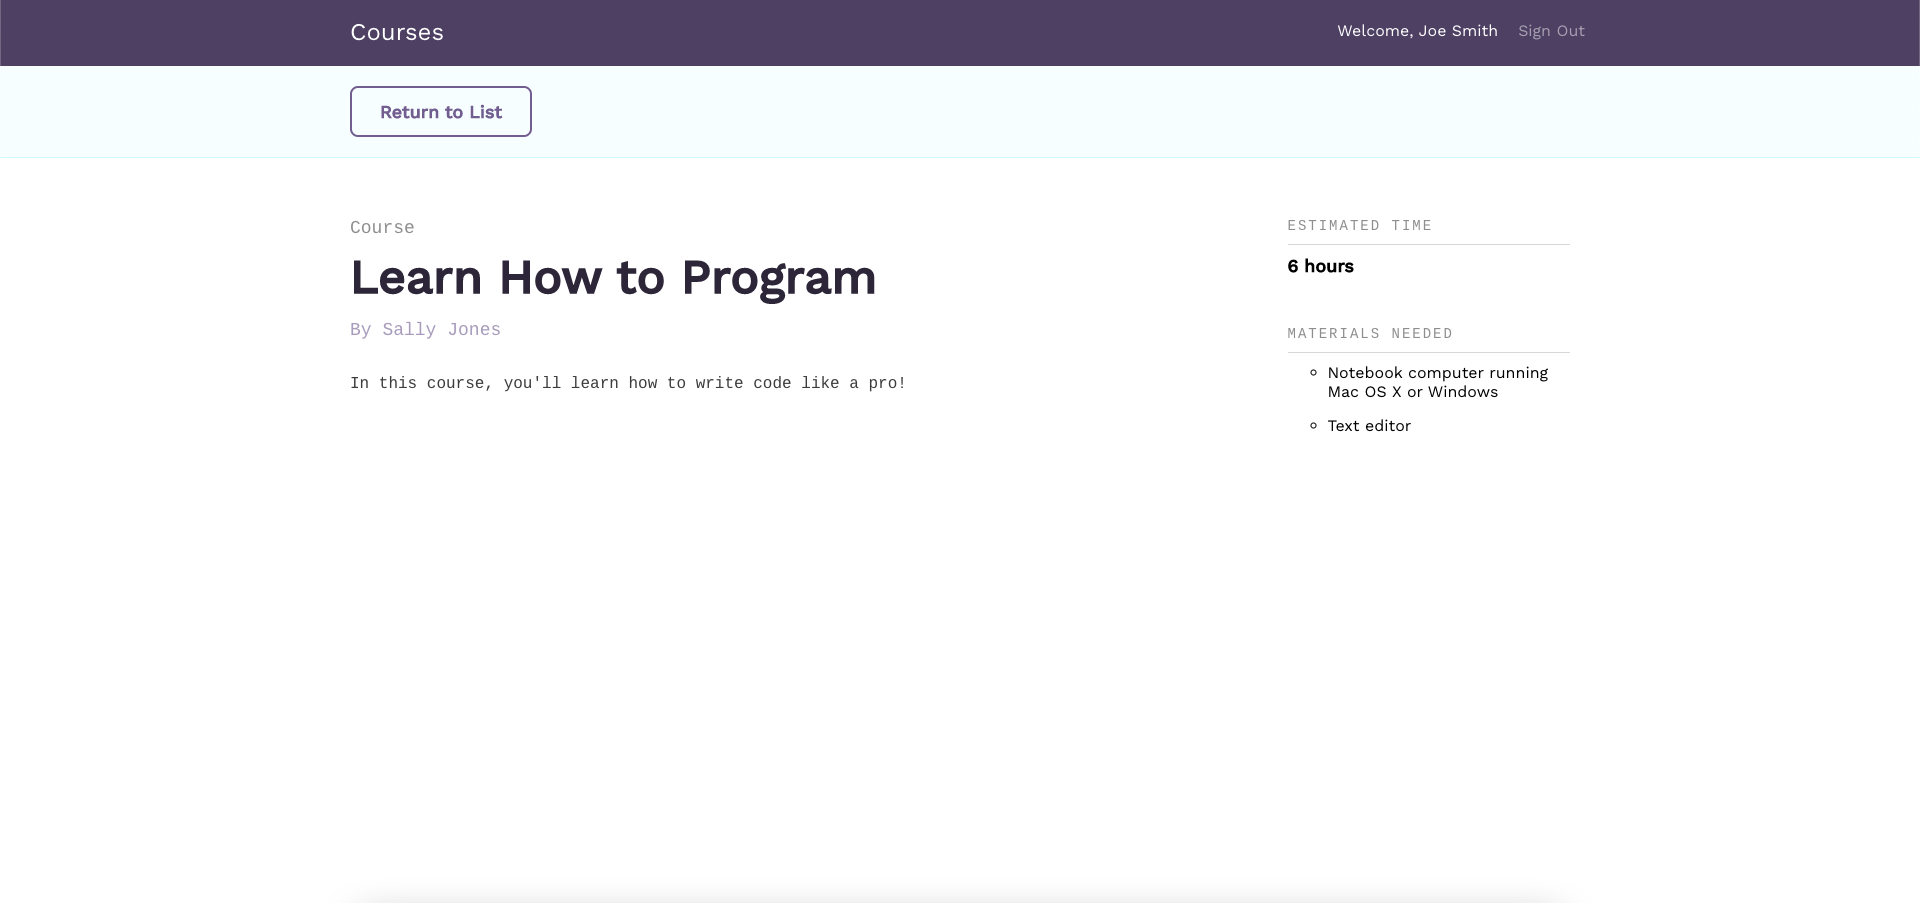 Courses
Welcome, Joe Smith
Sign Out
Return to List
Course
Learn How to Program
By Sally Jones
In this course, you'll learn how to write code like a pro!
ESTIMATED TIME
6 hours
MATERIALS NEEDED
Notebook computer running
Mac OS X or Windows
Text editor